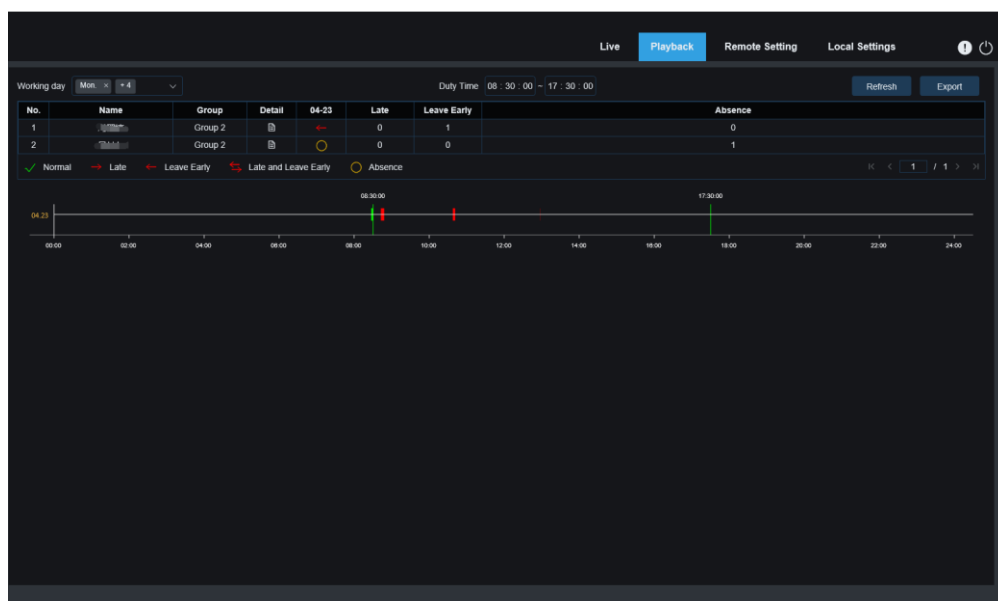 Live Playback Remote Setting Local Settings
Working day Mon. × + 4 Duty Time 08 : 30 : 00 ~ 17 : 30 : 00 Refresh Export
No. Name Group Detail 04-23 Late Leave Early Absence
1 Group 2 0 1 0
2 Group 2 0 0 1
Normal Late Leave Early Late and Leave Early Absence 1 / 1
08:30:00 17:30:00
04.23
00:00 02:00 04:00 06:00 08:00 10:00 12:00 14:00 16:00 18:00 20:00 22:00 24:00